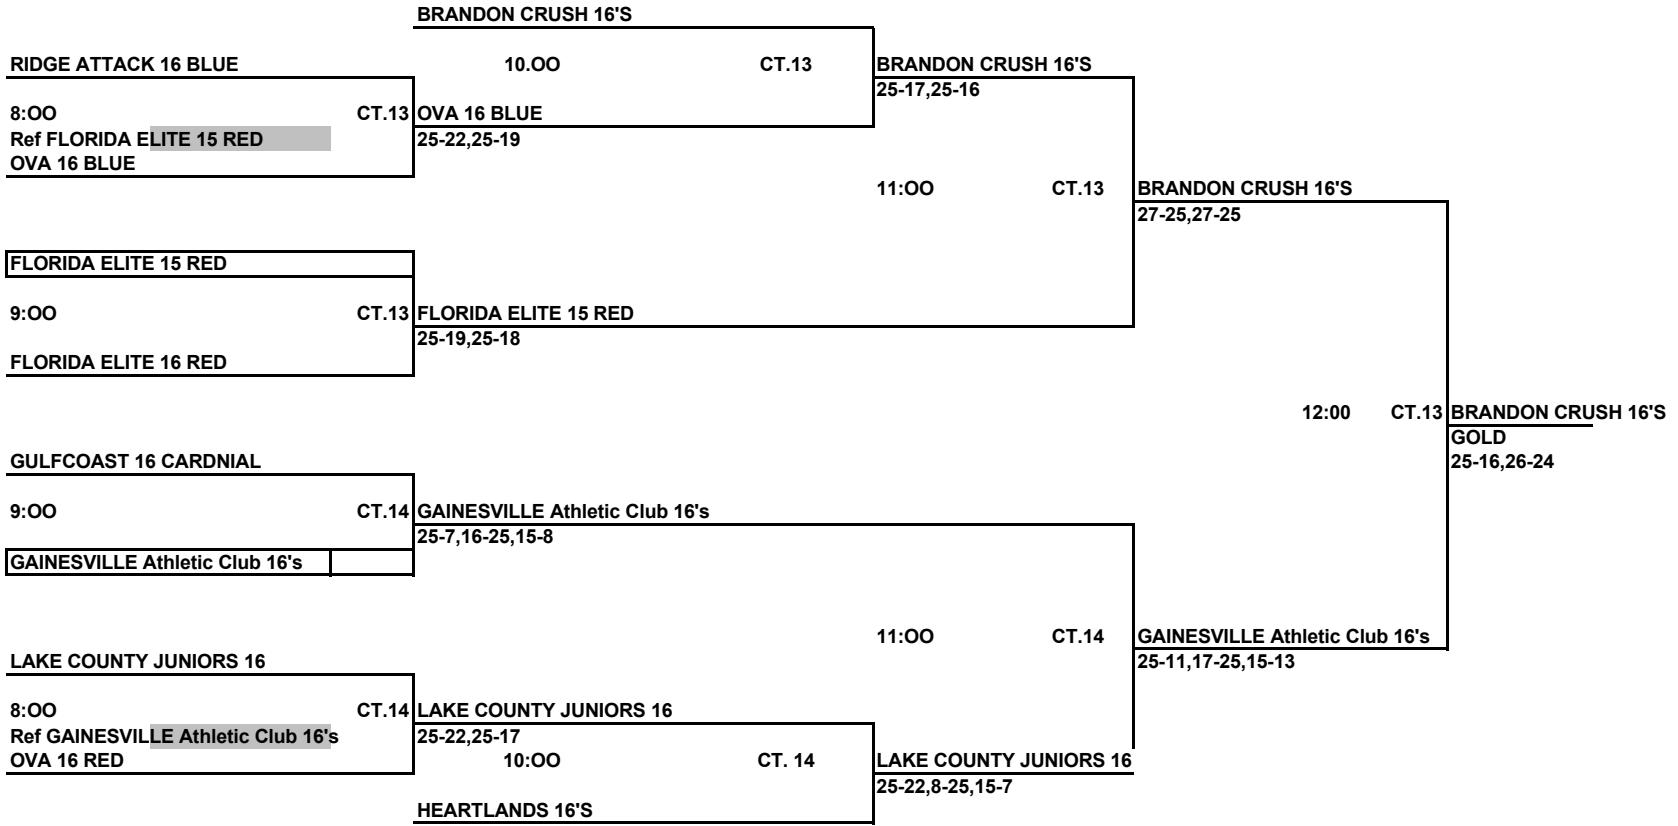 BRANDON CRUSH 16'S
RIDGE ATTACK 16 BLUE 10.OO CT.13 BRANDON CRUSH 16'S
25-17,25-16
8:OO CT.13 OVA 16 BLUE
Ref FLORIDA ELITE 15 RED 25-22,25-19
OVA 16 BLUE
11:OO CT.13 BRANDON CRUSH 16'S
27-25,27-25
FLORIDA ELITE 15 RED
9:OO CT.13 FLORIDA ELITE 15 RED
25-19,25-18
FLORIDA ELITE 16 RED
12:00 CT.13 BRANDON CRUSH 16'S
GOLD
GULFCOAST 16 CARDNIAL 25-16,26-24
9:OO CT.14 GAINESVILLE Athletic Club 16's
25-7,16-25,15-8
GAINESVILLE Athletic Club 16's
11:OO CT.14 GAINESVILLE Athletic Club 16's
LAKE COUNTY JUNIORS 16 25-11,17-25,15-13
8:OO CT.14 LAKE COUNTY JUNIORS 16
Ref GAINESVILLE Athletic Club 16's 25-22,25-17
OVA 16 RED 10:OO CT. 14 LAKE COUNTY JUNIORS 16
25-22,8-25,15-7
HEARTLANDS 16'S